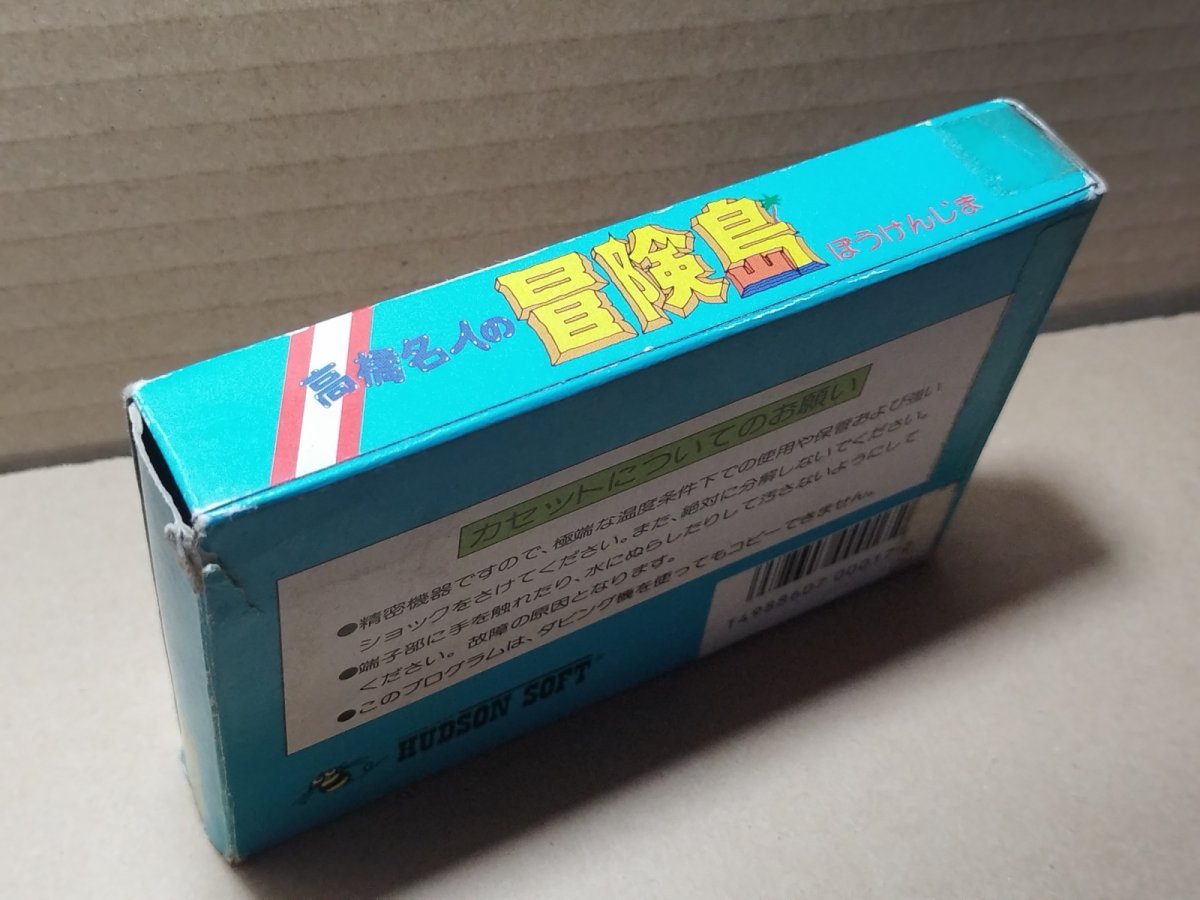 高橋名人の 冒険島 ぼうけんじま
カセットについてのお願い
●精密機器ですので、極端な温度条件下での使用や保管および強い
ショックをさけてください。また、絶対に分解しないでください。
●端子部に手を触れたり、水にぬらしたりして汚さないようにして
ください。故障の原因となります。
●このプログラムは、ダビング機を使ってもコピーできません。
HUDSON SOFT